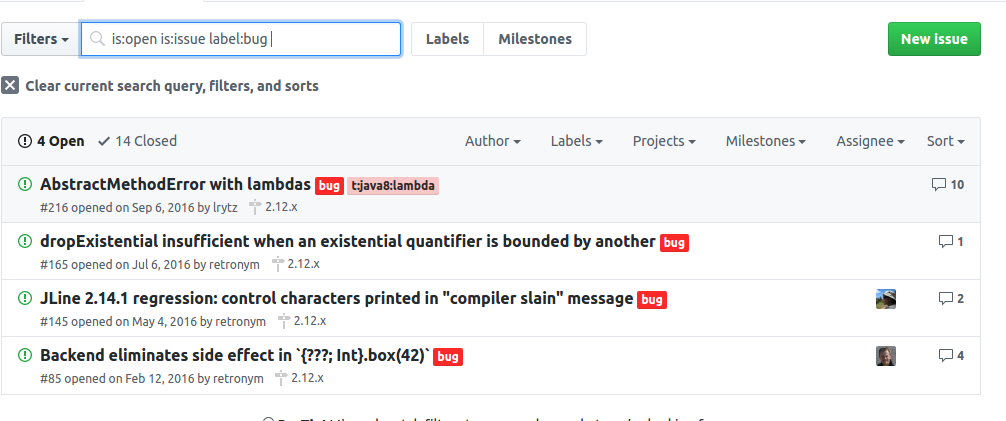 Filters
is:open is:issue label:bug
Labels Milestones
New issue
Clear current search query, filters, and sorts
4 Open 14 Closed Author Labels Projects Milestones Assignee Sort
AbstractMethodError with lambdas bug t:java8:lambda 10
#216 opened on Sep 6, 2016 by lrytz 2.12.x
dropExistential insufficient when an existential quantifier is bounded by another bug 1
#165 opened on Jul 6, 2016 by retronym 2.12.x
JLine 2.14.1 regression: control characters printed in "compiler slain" message bug 2
#145 opened on May 4, 2016 by retronym 2.12.x
Backend eliminates side effect in `{???; Int}.box(42)` bug 4
#85 opened on Feb 12, 2016 by retronym 2.12.x